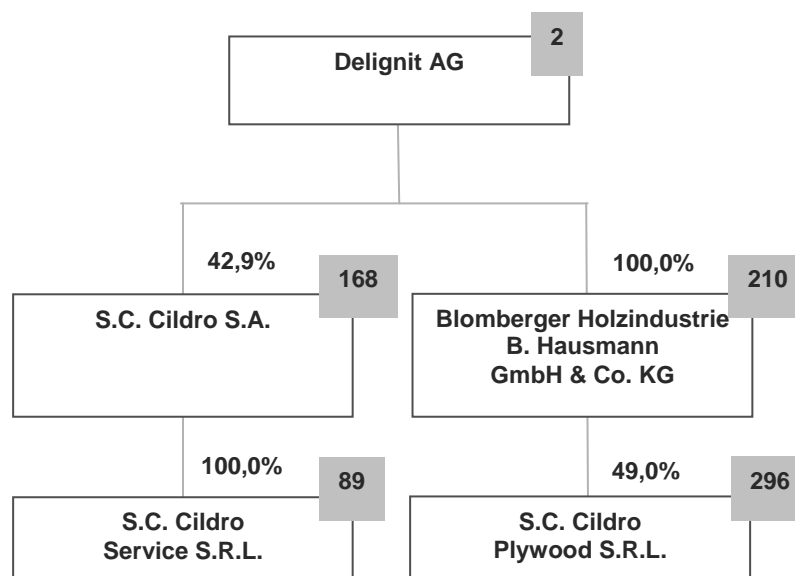 2
Delignit AG
42,9%
168
S.C. Cildro S.A.
100,0%
210
Blomberger Holzindustrie
B. Hausmann
GmbH & Co. KG
100,0%
89
S.C. Cildro
Service S.R.L.
49,0%
296
S.C. Cildro
Plywood S.R.L.